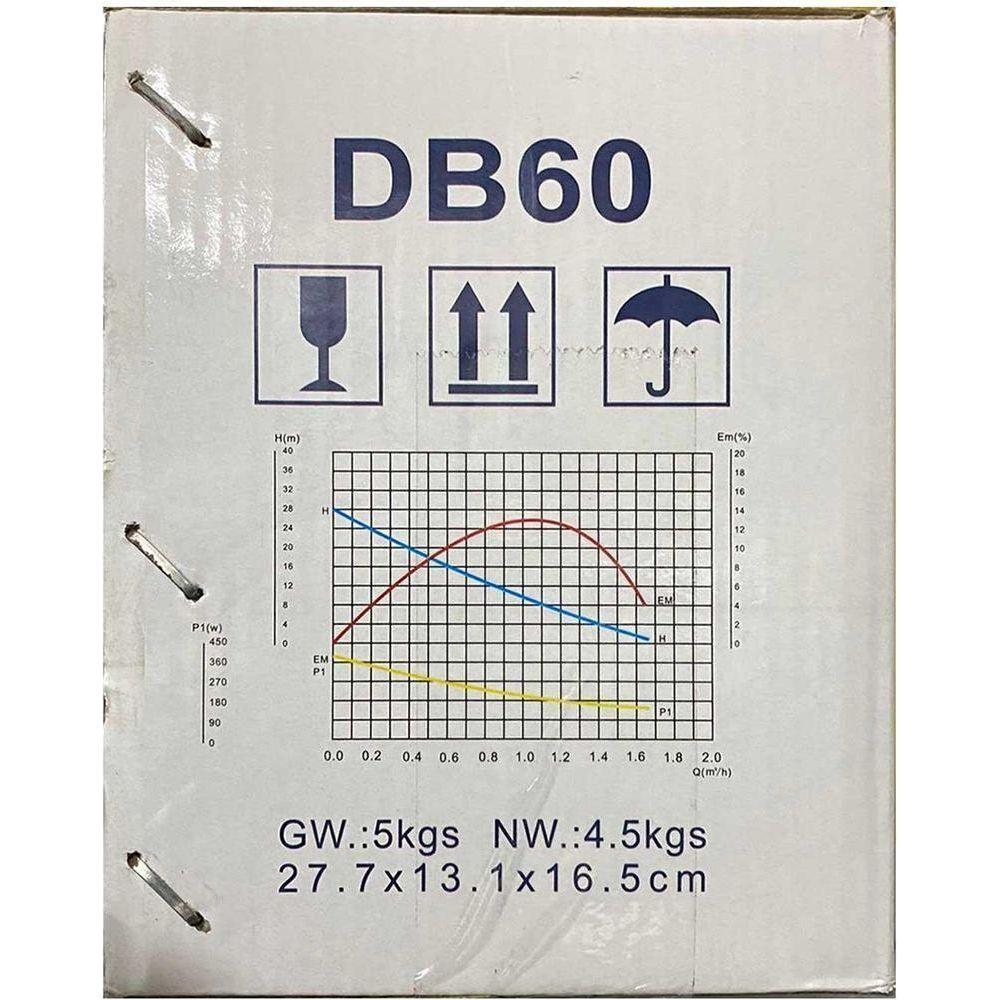 DB60
H(m)
Em(%)
40
20
36
18
32
16
28
H
14
24
12
20
10
16
8
12
6
8
EM
4
4
H
2
0
0
P1(w)
450
EM
360
P1
270
180
P1
90
0
0.0 0.2 0.4 0.6 0.8 1.0 1.2 1.4 1.6 1.8 2.0
Q(m³/h)
GW.:5kgs NW.:4.5kgs
27.7x13.1x16.5cm